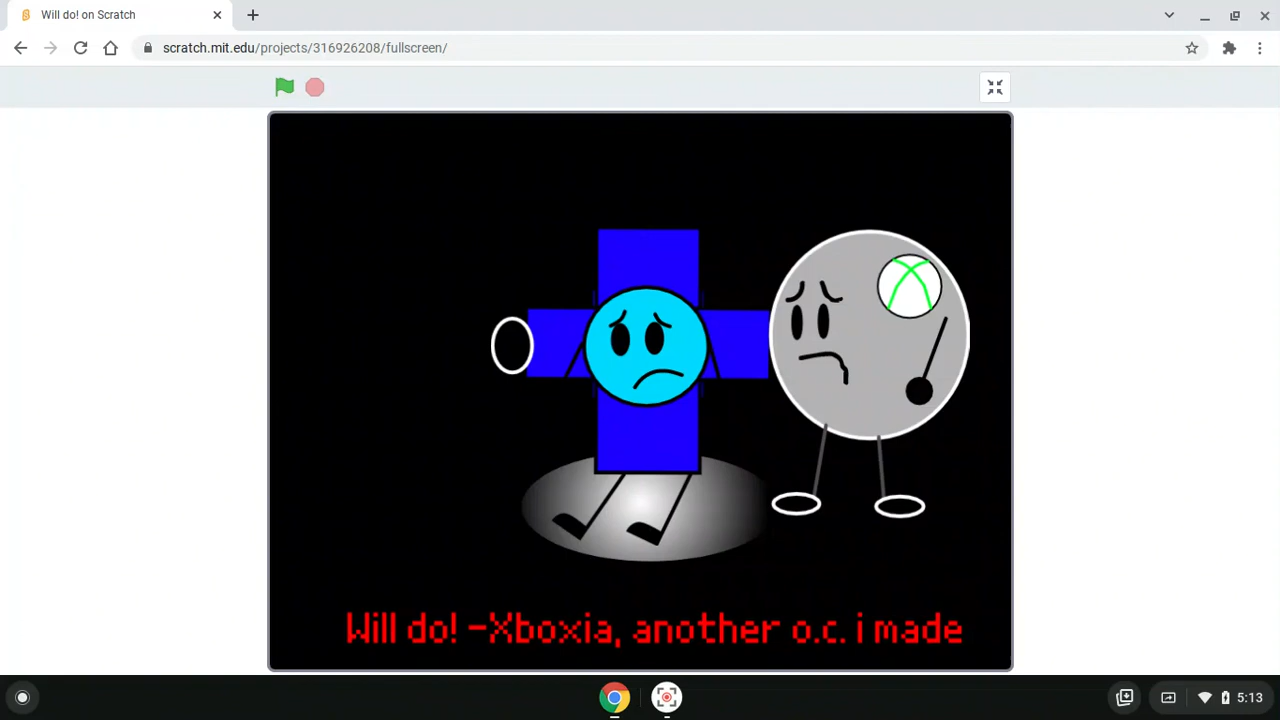 Will do! on Scratch
scratch.mit.edu/projects/316926208/fullscreen/
Will do! -Xboxia, another o.c. i made
5:13